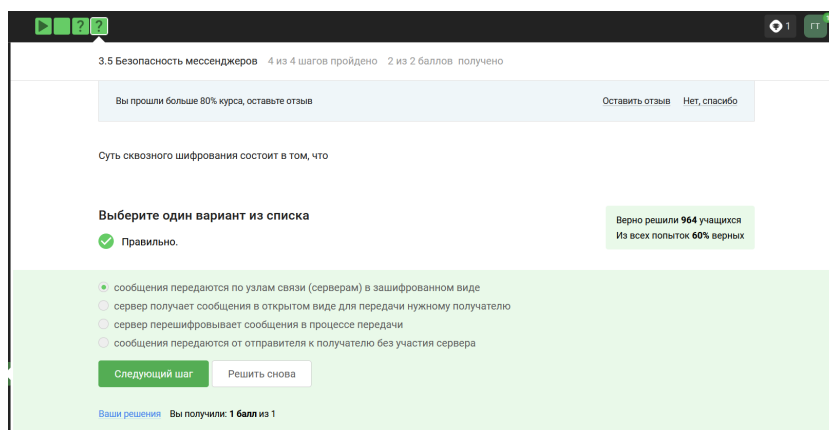 ? ?
1 ГТ
3.5 Безопасность мессенджеров 4 из 4 шагов пройдено 2 из 2 баллов получено
Вы прошли больше 80% курса, оставьте отзыв Оставить отзыв Нет, спасибо
Суть сквозного шифрования состоит в том, что
Выберите один вариант из списка
Верно решили 964 учащихся
Из всех попыток 60% верных
Правильно.
сообщения передаются по узлам связи (серверам) в зашифрованном виде
сервер получает сообщения в открытом виде для передачи нужному получателю
сервер перешифровывает сообщения в процессе передачи
сообщения передаются от отправителя к получателю без участия сервера
Следующий шаг Решить снова
Ваши решения Вы получили: 1 балл из 1